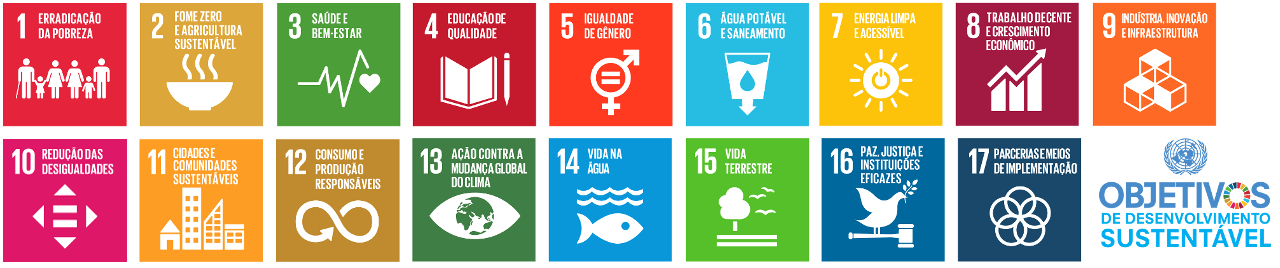 1 ERRADICAÇÃO
DA POBREZA
2 FOME ZERO
E AGRICULTURA
SUSTENTÁVEL
3 SAÚDE E
BEM-ESTAR
4 EDUCAÇÃO DE
QUALIDADE
5 IGUALDADE
DE GÊNERO
6 ÁGUA POTÁVEL
E SANEAMENTO
7 ENERGIA LIMPA
E ACESSÍVEL
8 TRABALHO DECENTE
E CRESCIMENTO
ECONÔMICO
9 INDÚSTRIA, INOVAÇÃO
E INFRAESTRUTURA
10 REDUÇÃO DAS
DESIGUALDADES
11 CIDADES E
COMUNIDADES
SUSTENTÁVEIS
12 CONSUMO E
PRODUÇÃO
RESPONSÁVEIS
13 AÇÃO CONTRA A
MUDANÇA GLOBAL
DO CLIMA
14 VIDA NA
ÁGUA
15 VIDA
TERRESTRE
16 PAZ, JUSTIÇA E
INSTITUIÇÕES
EFICAZES
17 PARCERIAS E MEIOS
DE IMPLEMENTAÇÃO
OBJETIVOS
DE DESENVOLVIMENTO
SUSTENTÁVEL